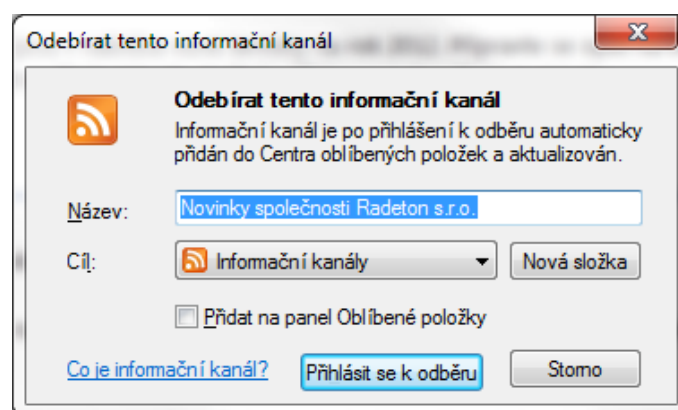 Odebírat tento informační kanál
Odebírat tento informační kanál
Informační kanál je po přihlášení k odběru automaticky
přidán do Centra oblíbených položek a aktualizován.
Název: Novinky společnosti Radeton s.r.o.
Cíl: Informační kanály Nová složka
Přidat na panel Oblíbené položky
Co je informační kanál? Přihlásit se k odběru Storno